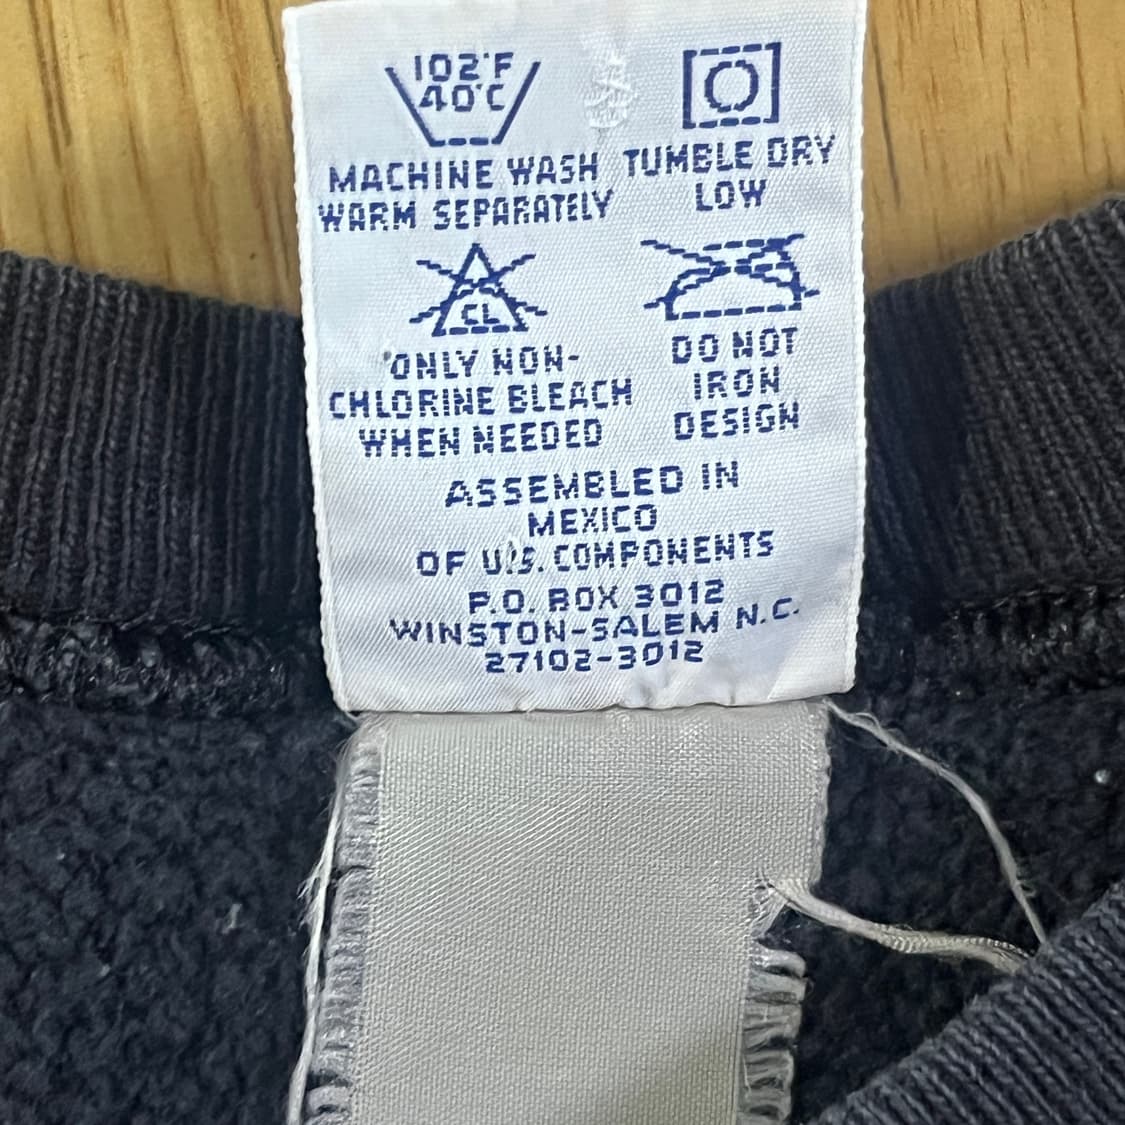 102°F
40°C
MACHINE WASH
WARM SEPARATELY
TUMBLE DRY
LOW
CL
ONLY NON-
CHLORINE BLEACH
WHEN NEEDED
DO NOT
IRON
DESIGN
ASSEMBLED IN
MEXICO
OF U.S. COMPONENTS
P.O. BOX 3012
WINSTON-SALEM N.C.
27102-3012